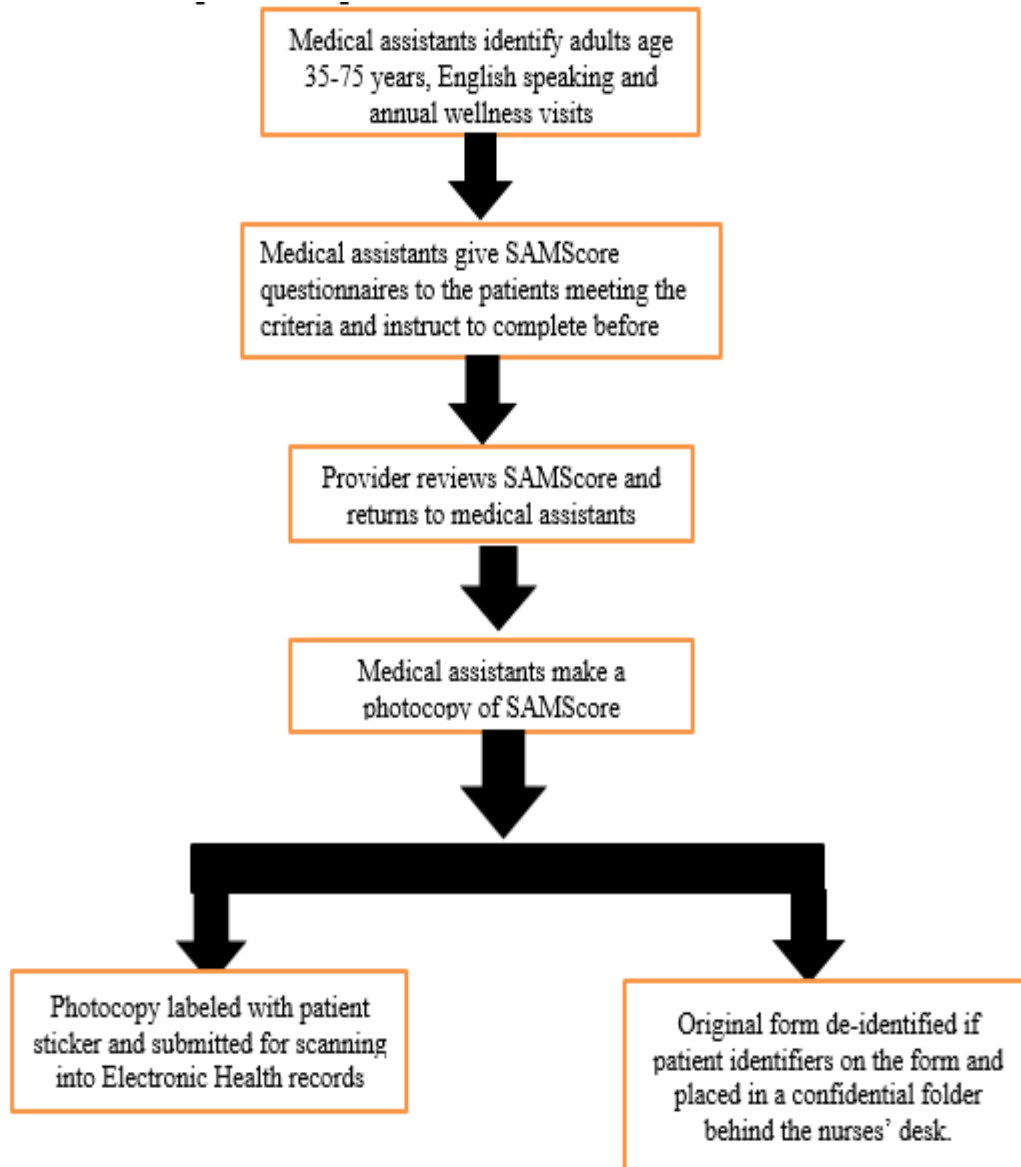 Medical assistants identify adults age
35-75 years, English speaking and
annual wellness visits
Medical assistants give SAMScore
questionnaires to the patients meeting the
criteria and instruct to complete before
Provider reviews SAMScore and
returns to medical assistants
Medical assistants make a
photocopy of SAMScore
Photocopy labeled with patient
sticker and submitted for scanning
into Electronic Health records
Original form de-identified if
patient identifiers on the form and
placed in a confidential folder
behind the nurses’ desk.